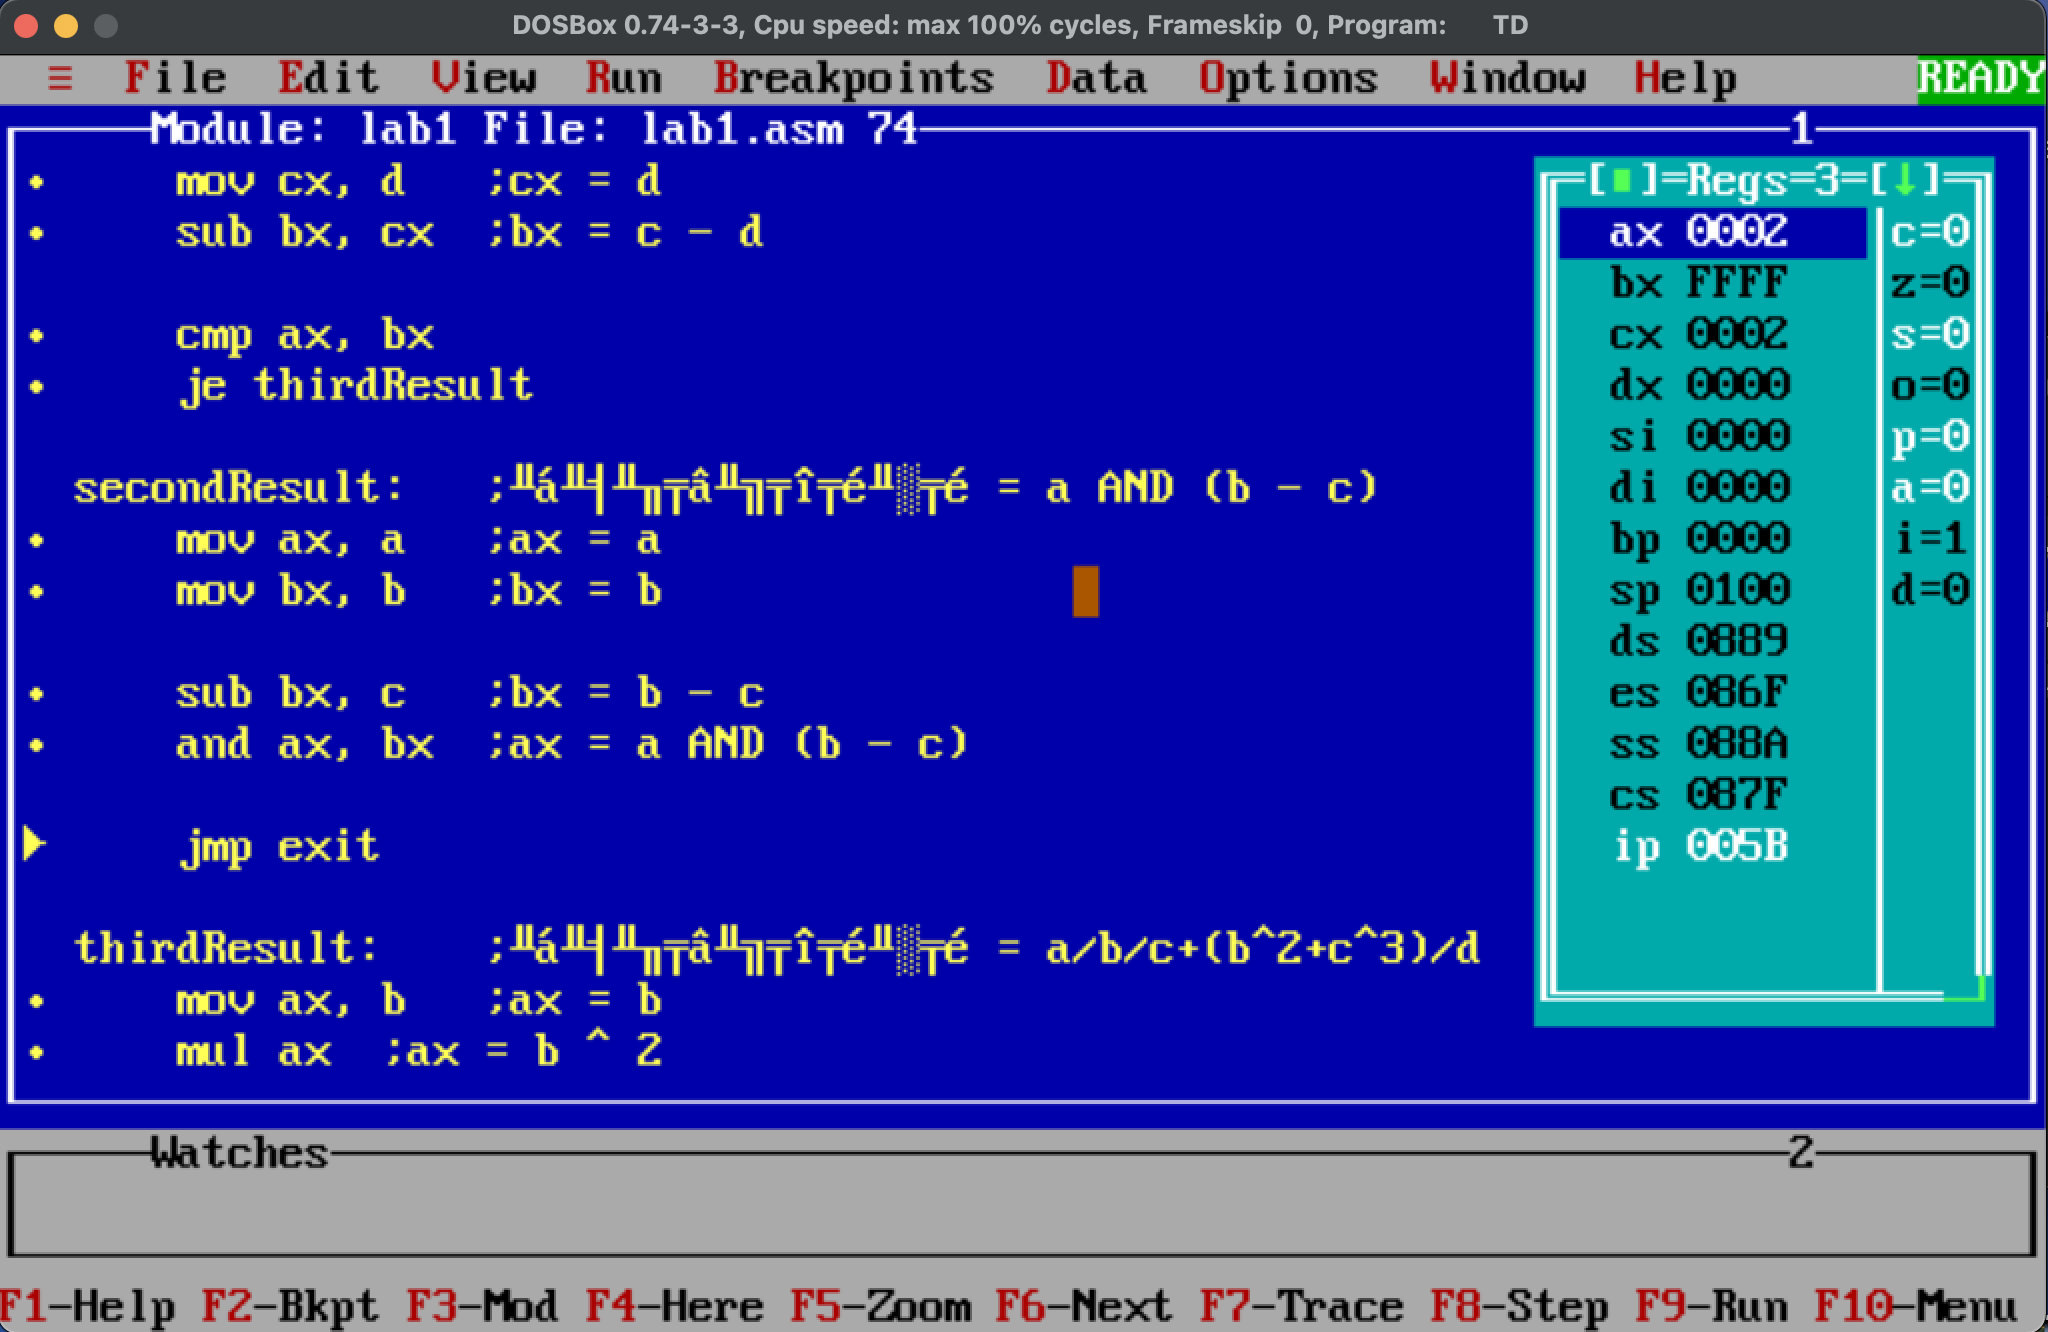 DOSBox 0.74-3-3, Cpu speed: max 100% cycles, Frameskip 0, Program: TD
≡ File Edit View Run Breakpoints Data Options Window Help READY
Module: lab1 File: lab1.asm 74 1
mov cx, d ;cx = d
sub bx, cx ;bx = c - d
cmp ax, bx
je thirdResult
secondResult: ; = a AND (b - c)
mov ax, a ;ax = a
mov bx, b ;bx = b
sub bx, c ;bx = b - c
and ax, bx ;ax = a AND (b - c)
jmp exit
thirdResult: ; = a/b/c+(b^2+c^3)/d
mov ax, b ;ax = b
mul ax ;ax = b ^ 2
[■]=Regs=3=[↓]
ax 0002 c=0
bx FFFF z=0
cx 0002 s=0
dx 0000 o=0
si 0000 p=0
di 0000 a=0
bp 0000 i=1
sp 0100 d=0
ds 0889
es 086F
ss 088A
cs 087F
ip 005B
Watches 2
F1-Help F2-Bkpt F3-Mod F4-Here F5-Zoom F6-Next F7-Trace F8-Step F9-Run F10-Menu